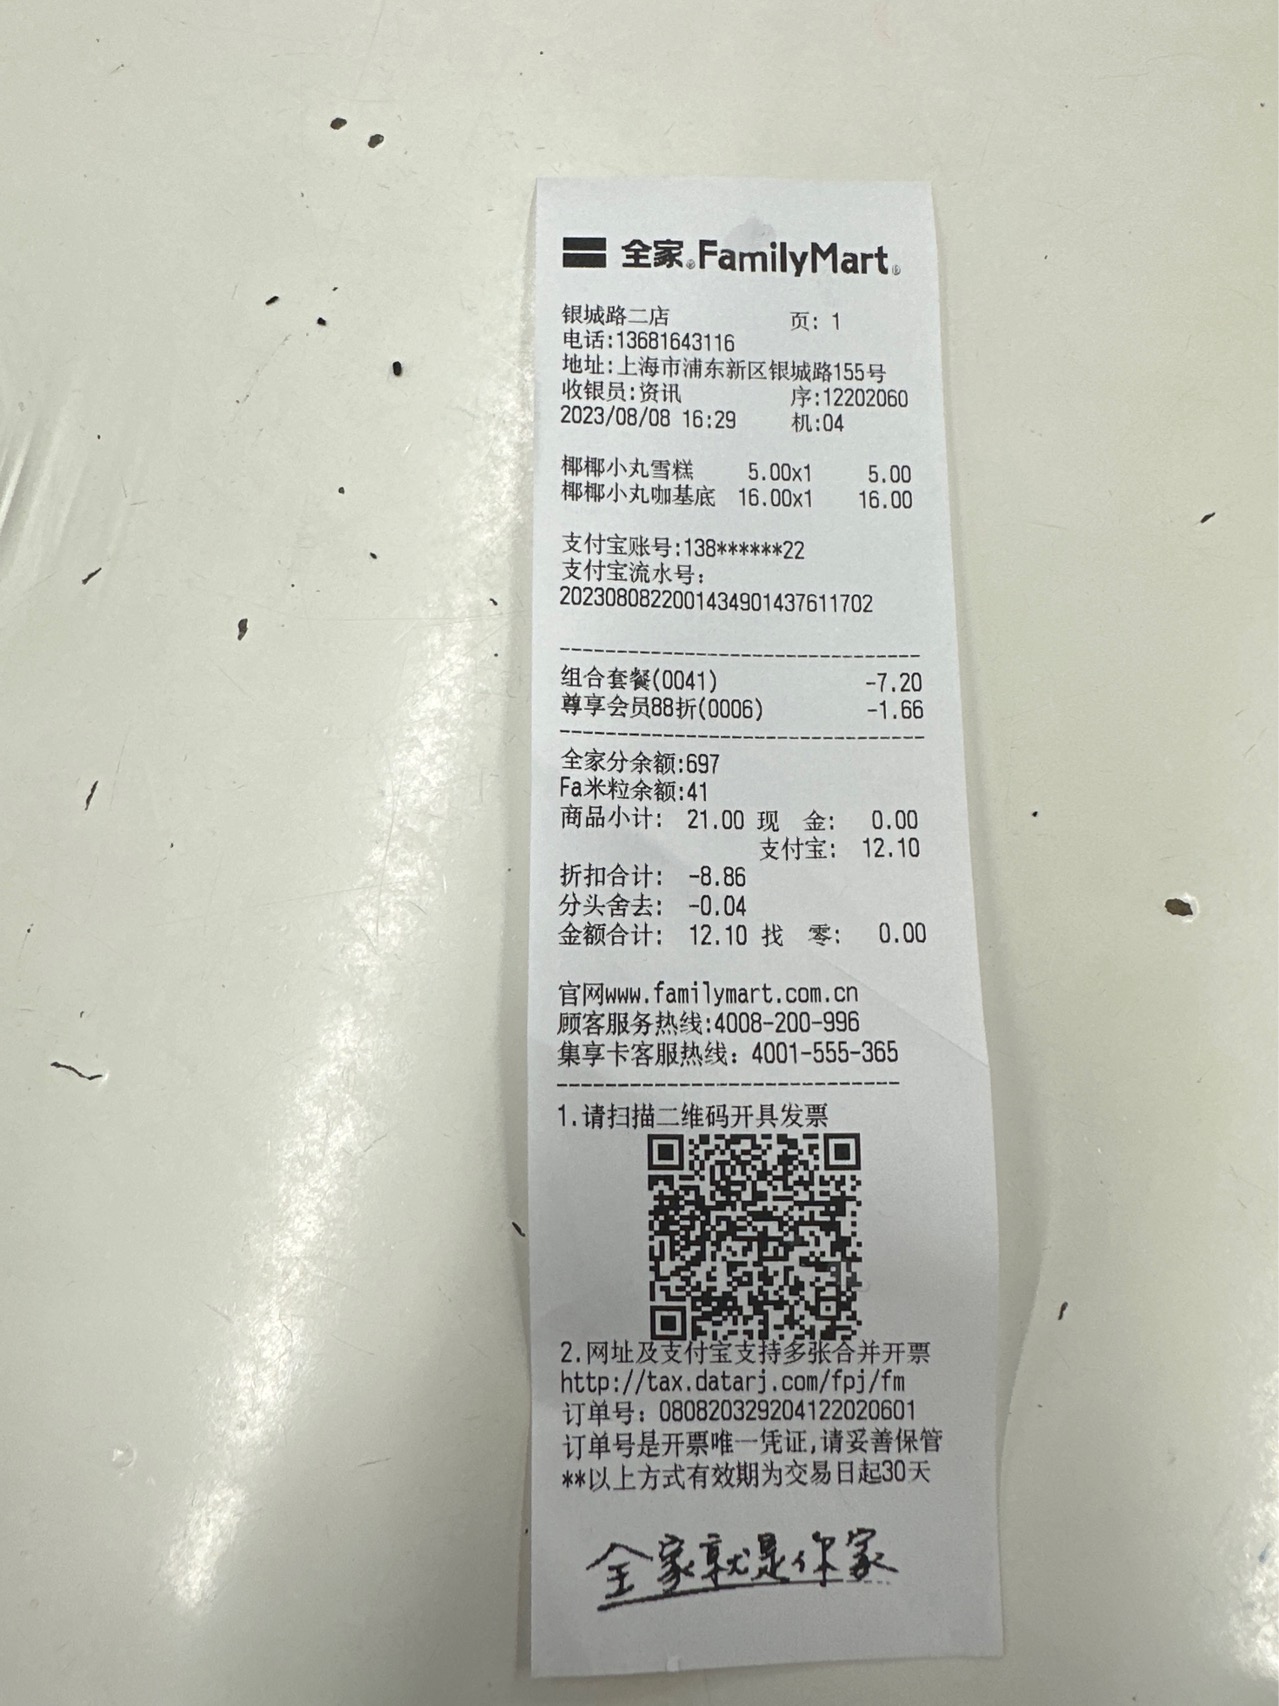 全家®FamilyMart®
银城路二店 页: 1
电话:13681643116
地址:上海市浦东新区银城路155号
收银员:资讯 序:12202060
2023/08/08 16:29 机:04
椰椰小丸雪糕 5.00x1 5.00
椰椰小丸咖基底 16.00x1 16.00
支付宝账号:138******22
支付宝流水号:
2023080822001434901437611702
组合套餐(0041) -7.20
尊享会员88折(0006) -1.66
全家分余额:697
Fa米粒余额:41
商品小计: 21.00 现 金: 0.00
支付宝: 12.10
折扣合计: -8.86
分头舍去: -0.04
金额合计: 12.10 找 零: 0.00
官网www.familymart.com.cn
顾客服务热线:4008-200-996
集享卡客服热线: 4001-555-365
1.请扫描二维码开具发票
2.网址及支付宝支持多张合并开票
http://tax.datarj.com/fpj/fm
订单号: 080820329204122020601
订单号是开票唯一凭证,请妥善保管
**以上方式有效期为交易日起30天
全家就是你家